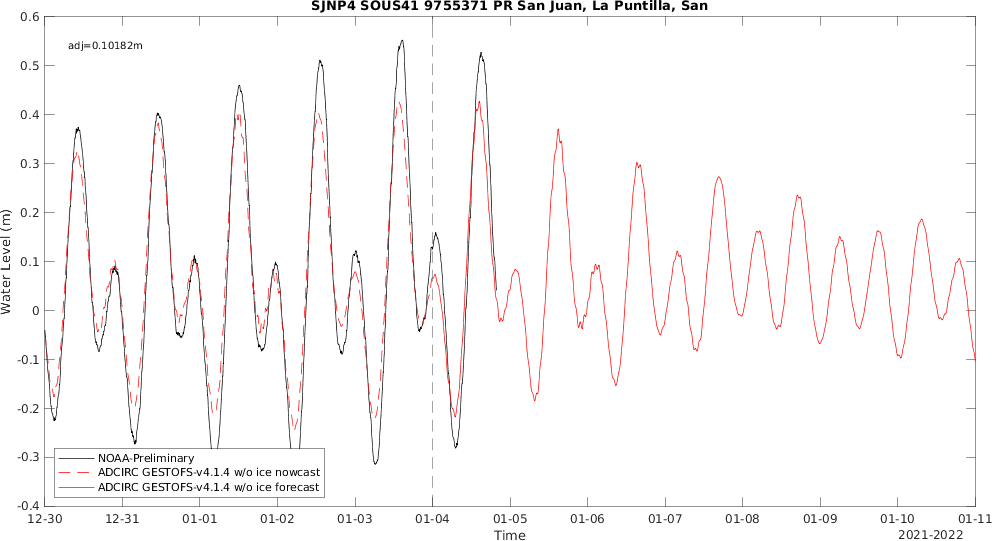 SJNP4 SOUS41 9755371 PR San Juan, La Puntilla, San
adj=0.10182m
Water Level (m)
0.6
0.5
0.4
0.3
0.2
0.1
0
-0.1
-0.2
-0.3
-0.4
NOAA-Preliminary
ADCIRC GESTOFS-v4.1.4 w/o ice nowcast
ADCIRC GESTOFS-v4.1.4 w/o ice forecast
12-30 12-31 01-01 01-02 01-03 01-04 01-05 01-06 01-07 01-08 01-09 01-10 01-11
Time
2021-2022